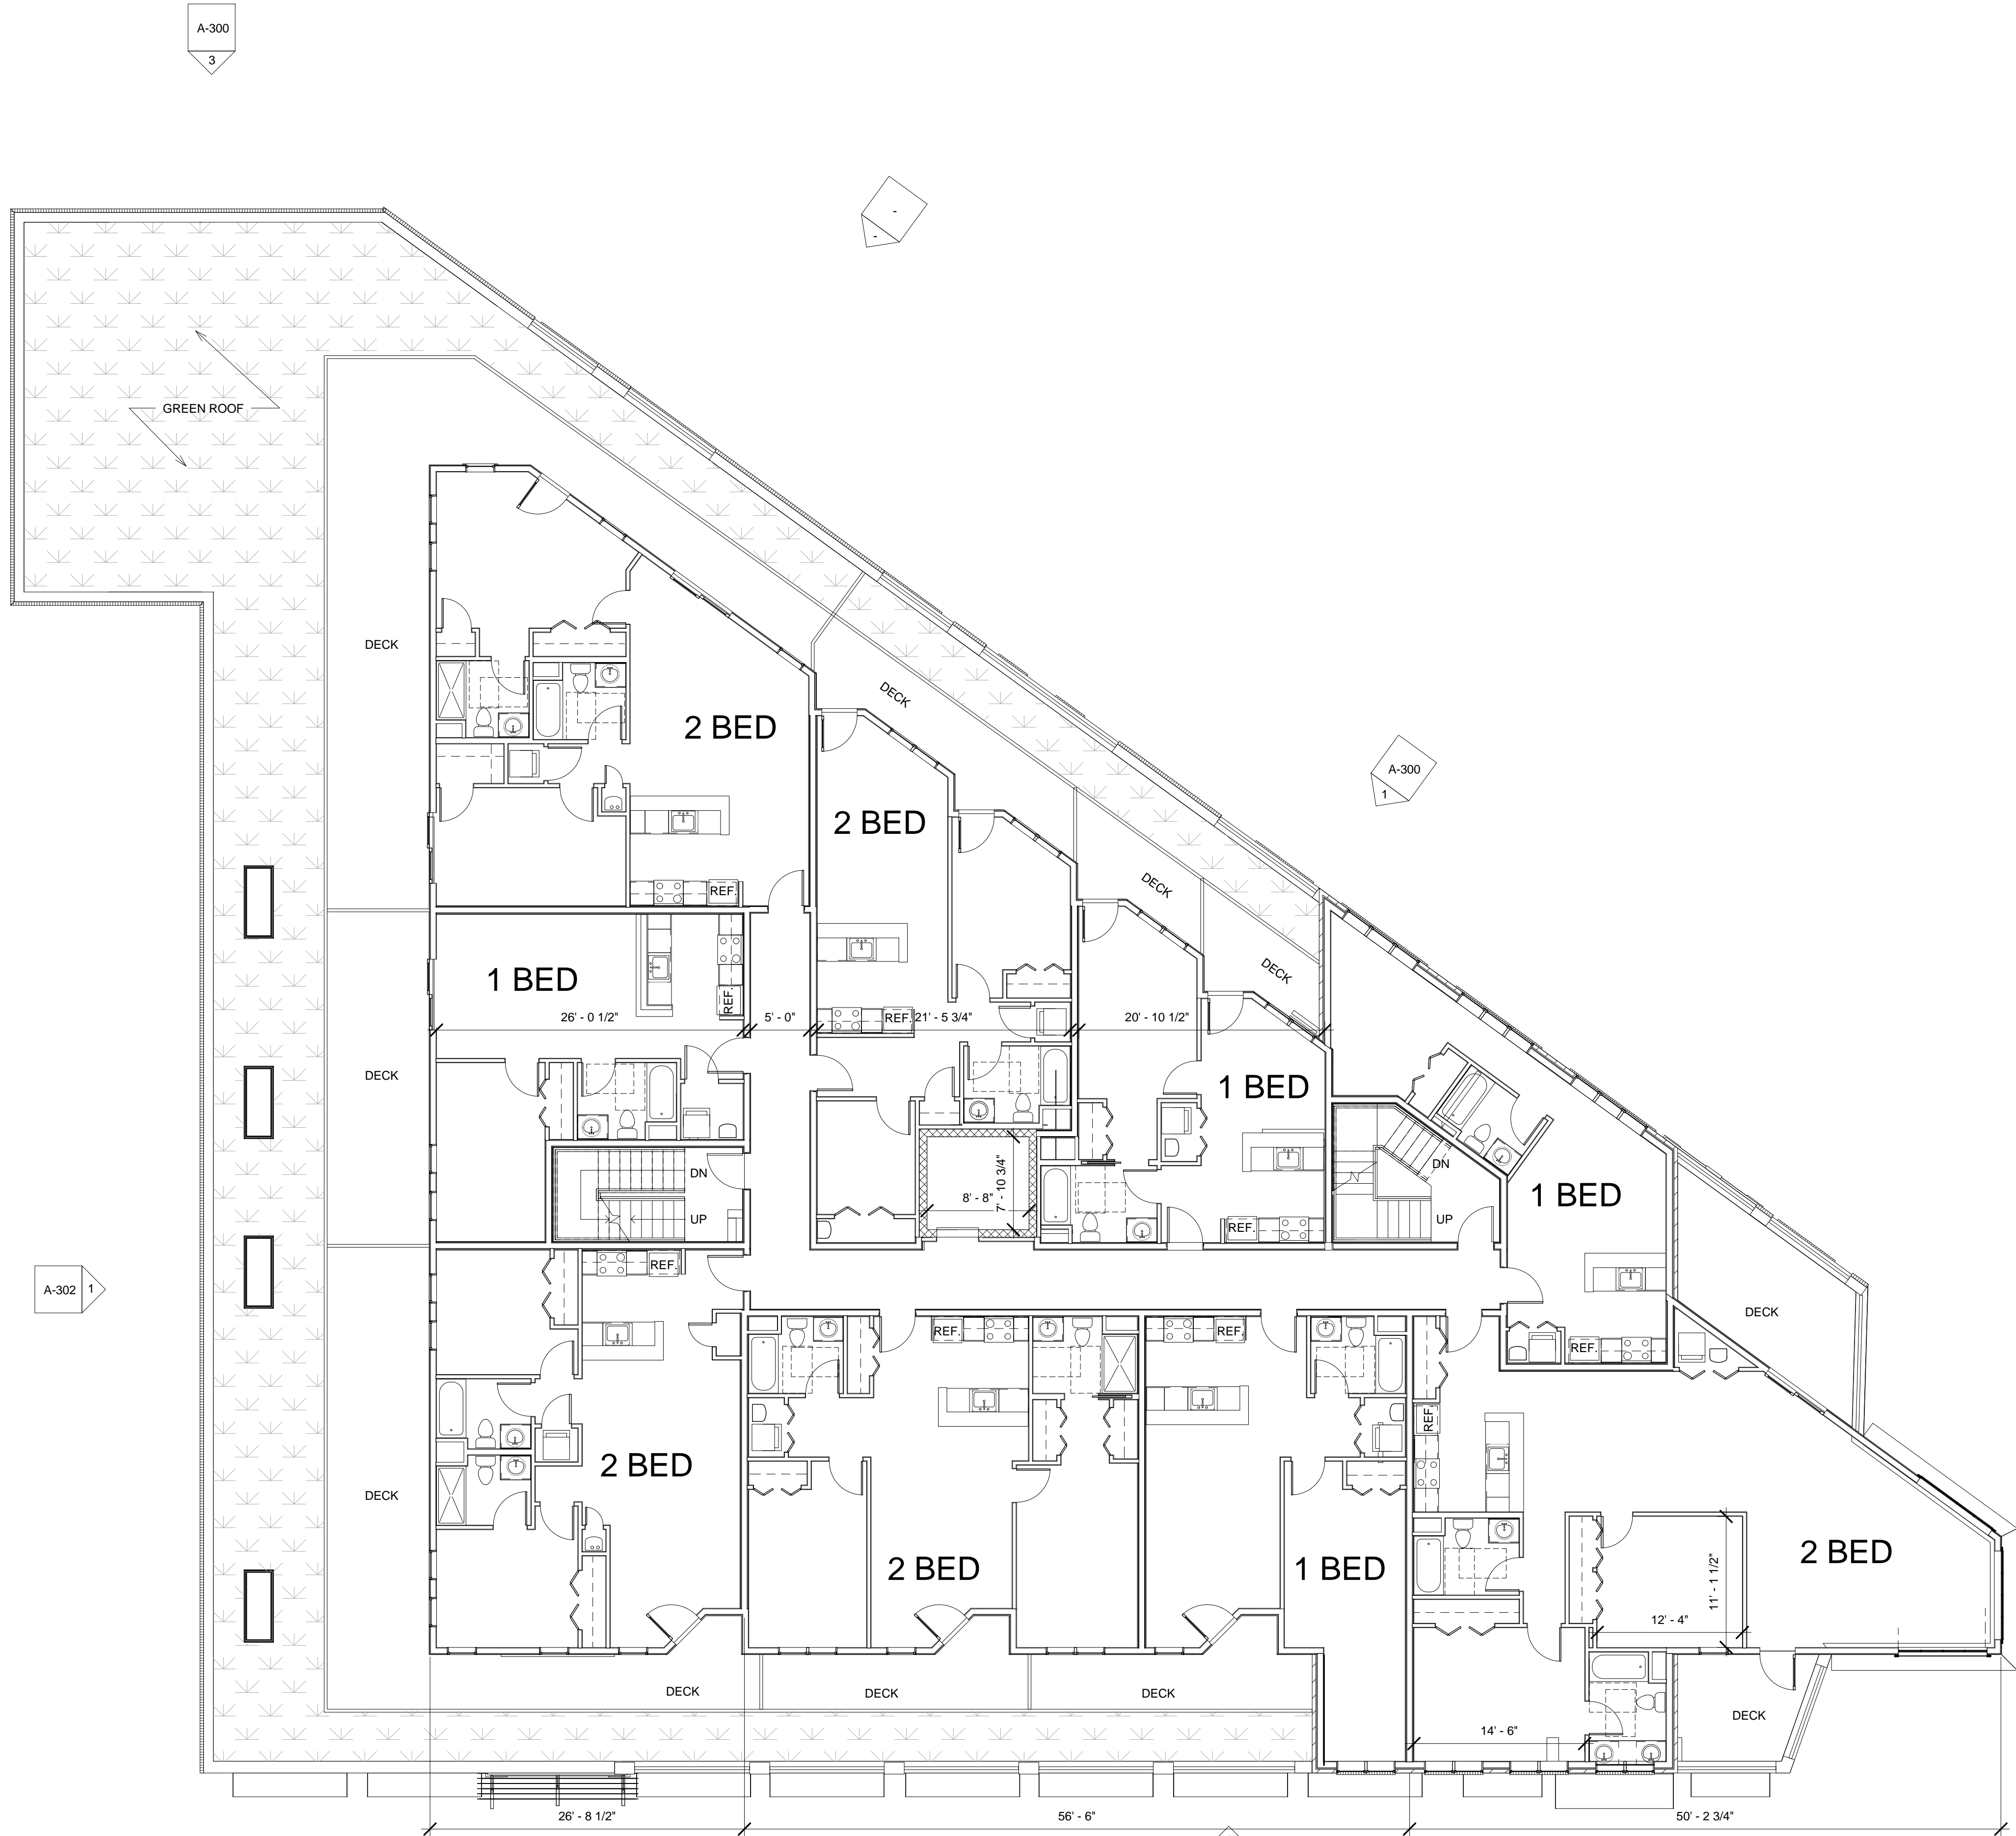 A-300
3
-
-
GREEN ROOF
DECK
2 BED
DECK
A-300
1
2 BED
DECK
REF.
1 BED
REF.
DECK
26' - 0 1/2"
5' - 0"
REF.
21' - 5 3/4"
20' - 10 1/2"
DECK
1 BED
DN
UP
8' - 8"
7' - 10 3/4"
REF.
DN
UP
1 BED
A-302
1
REF.
DECK
REF.
REF.
REF.
REF.
2 BED
DECK
2 BED
1 BED
12' - 4"
11' - 1 1/2"
2 BED
DECK
DECK
DECK
14' - 6"
DECK
26' - 8 1/2"
56' - 6"
50' - 2 3/4"